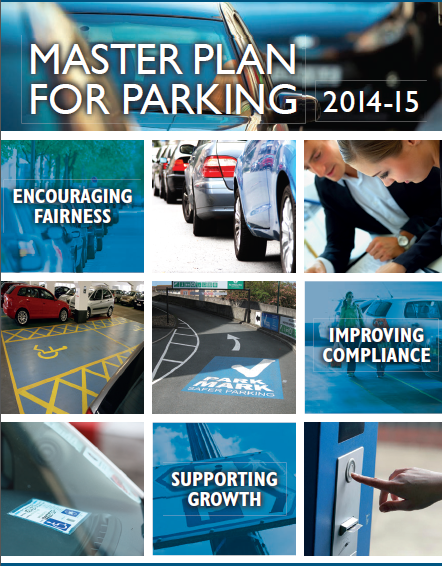 MASTER PLAN
FOR PARKING 2014-15
ENCOURAGING
FAIRNESS
IMPROVING
COMPLIANCE
PARK
MARK
SAFER PARKING
SUPPORTING
GROWTH